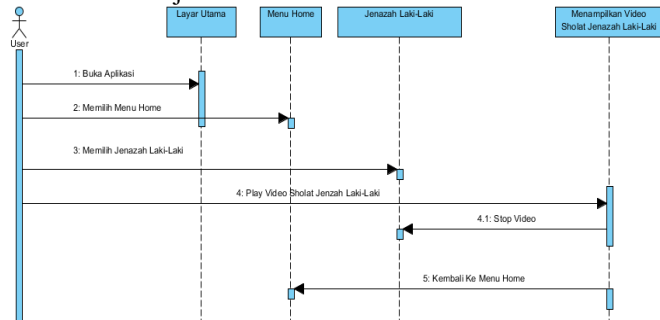 Layar Utama
Menu Home
Jenazah Laki-Laki
Menampilkan Video
Sholat Jenazah Laki-Laki
User
1: Buka Aplikasi
2: Memilih Menu Home
3: Memilih Jenazah Laki-Laki
4: Play Video Sholat Jenzah Laki-Laki
4.1: Stop Video
5: Kembali Ke Menu Home